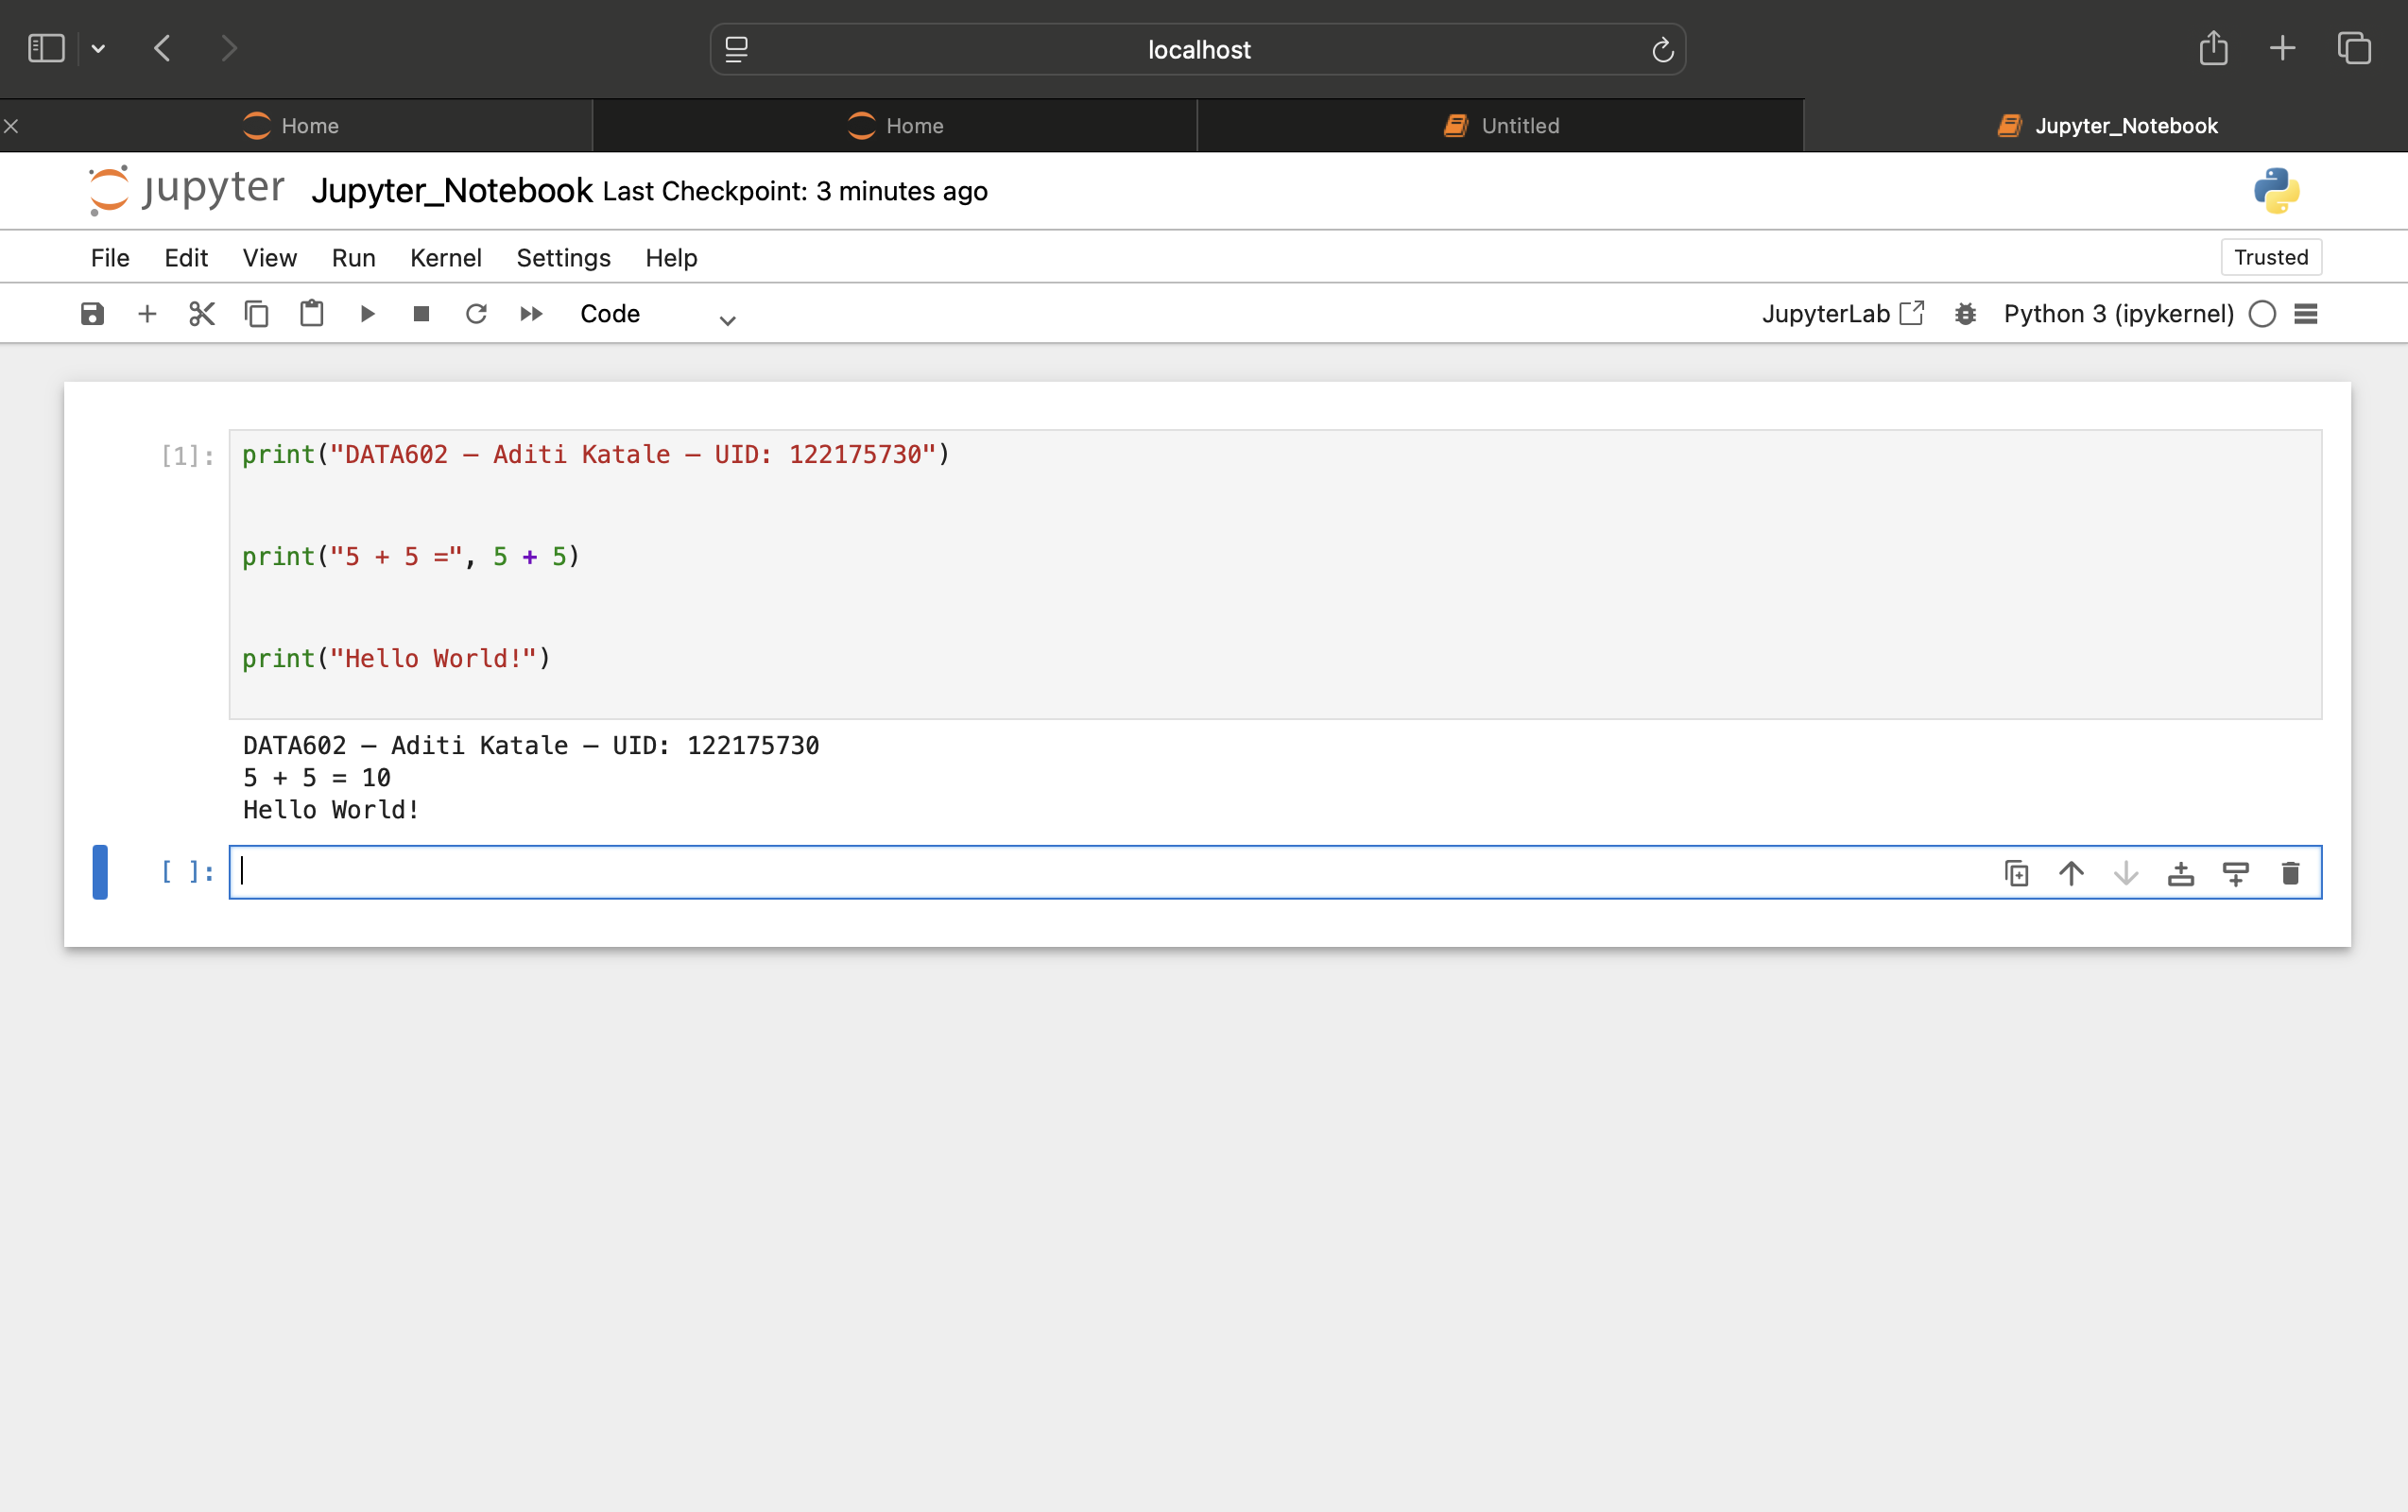 localhost
Home
Home
Untitled
Jupyter_Notebook
jupyter Jupyter_Notebook Last Checkpoint: 3 minutes ago
File Edit View Run Kernel Settings Help
Trusted
Code
JupyterLab Python 3 (ipykernel)
[1]: print("DATA602 – Aditi Katale – UID: 122175730")
print("5 + 5 =", 5 + 5)
print("Hello World!")
DATA602 – Aditi Katale – UID: 122175730
5 + 5 = 10
Hello World!
[ ]: